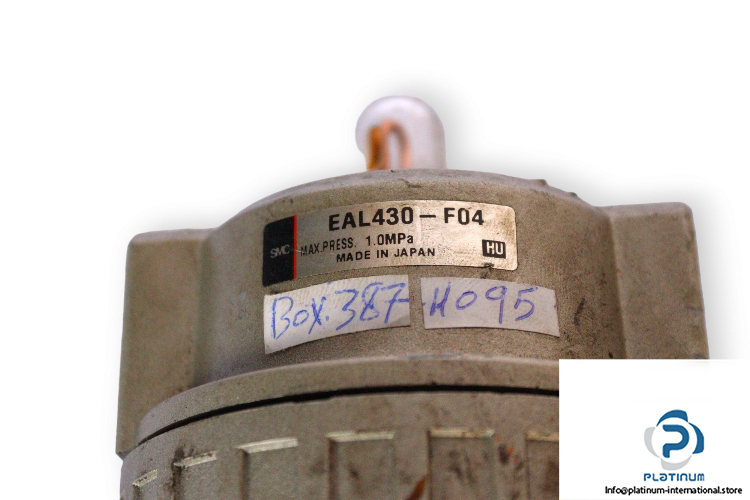 EAL430-F04
SMC
MAX.PRESS. 1.0MPa
MADE IN JAPAN
HU
BOX.387 H095
P
PLATINUM
Info@platinum-international.store